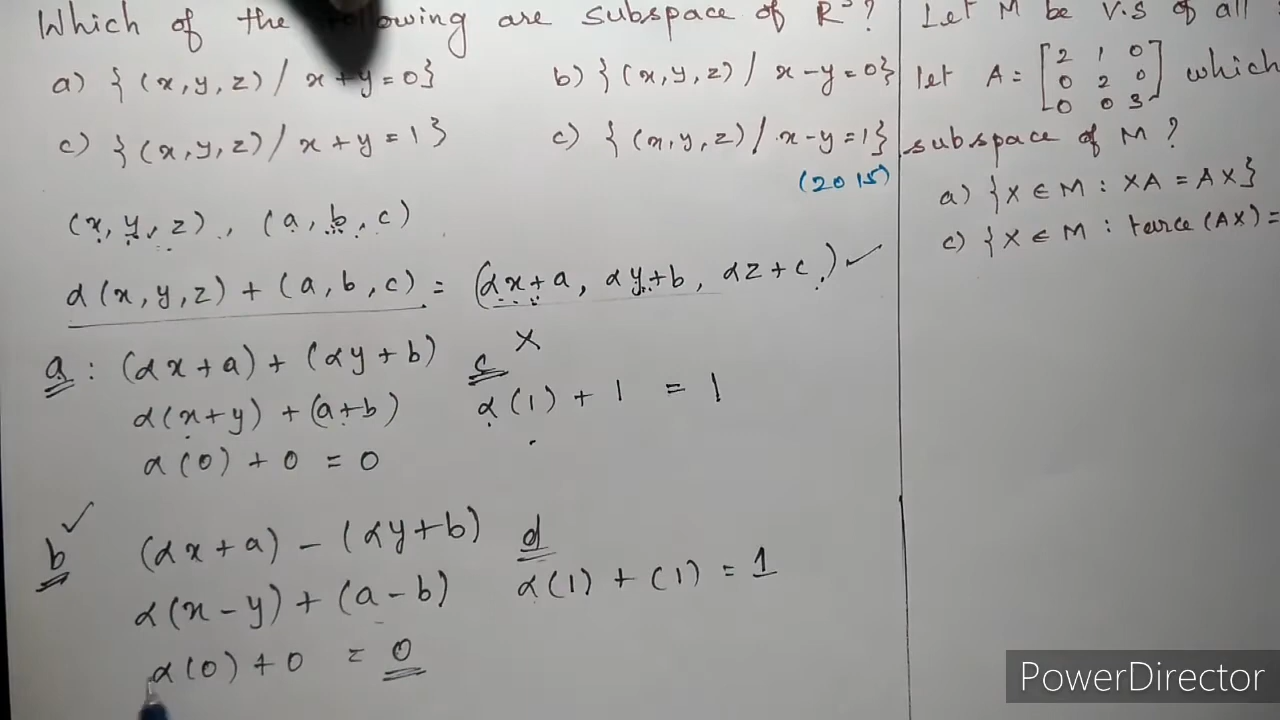 Which of the following are subspace of R³?
a) { (x,y,z) / x+y=0}
b) { (x,y,z) / x-y=0}
c) { (x,y,z) / x+y=1}
c) { (x,y,z) / x-y=1}
(2015)
(x, y, z), (a, b, c)
α(x,y,z) + (a,b,c) = (αx+a, αy+b, αz+c) ✓
a : (αx+a) + (αy+b)
α(x+y) + (a+b)
α(0) + 0 = 0
c ×
α(1) + 1 = 1
b ✓ (αx+a) - (αy+b)
α(x-y) + (a-b)
α(0) + 0 = 0
d
α(1) + (1) = 1
Let M be V.S of all
let A = [2 1 0
0 2 0
0 0 3] which
subspace of M?
a) {X ∈ M : XA = AX}
c) {X ∈ M : tarce (AX) =
PowerDirector